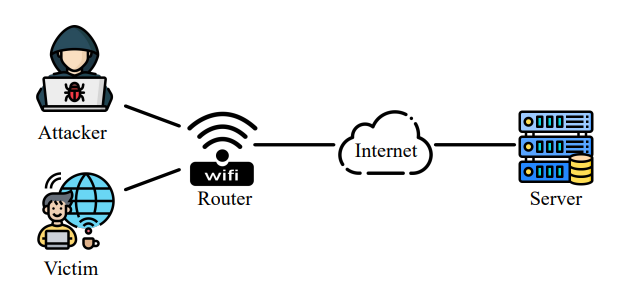 Attacker
Internet
wifi
Router
Server
Victim